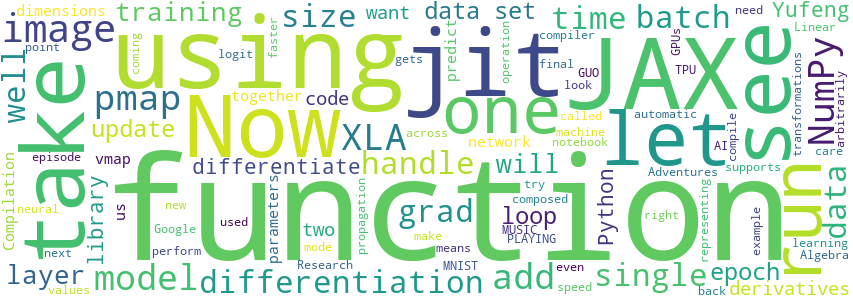 dimensions
training
size
want
data set
need
Yufeng
image
using
jit
time
batch
Linear
point
coming
faster
logit
gets
predict
operation
compiler
final
look
GPUs
TPU
JAX
see
NumPy
arbitrarily
transformations
well
take
pmap
Now
together
code
one
GUO
let
automatic
update
XLA
across
network
called
machine
notebook
AI
compile
supports
care
episode
vmap
differentiate
handle
will
Adventures
function
run
data
Compilation
neural
library
us
new
Google
used
parameters
two
mode
propagation
grad
try
loop
composed
MUSIC
PLAYING
Python
right
representing
example
learning
Algebra
next
perform
Research
make
means
MNIST
layer
model
differentiation
add
even
speed
single
epoch
back
derivatives
values